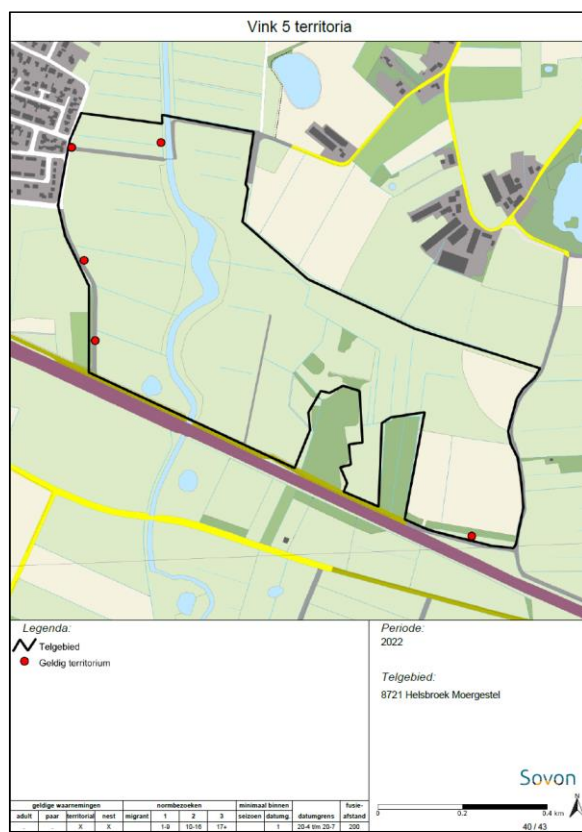 Vink 5 territoria
Legenda:
Telgebied
Geldig territorium
Periode:
2022
Telgebied:
8721 Helsbroek Moergestel
Sovon
N
0 0.2 0.4 km
40 / 43
geldige waarnemingen normbezoeken minimaal binnen fusie-
adult paar territoriaal nest migrant 1 2 3 seizoen datumg. datumgrens afstand
. . X X 1-9 10-16 17+ 1 20-4 t/m 20-7 200